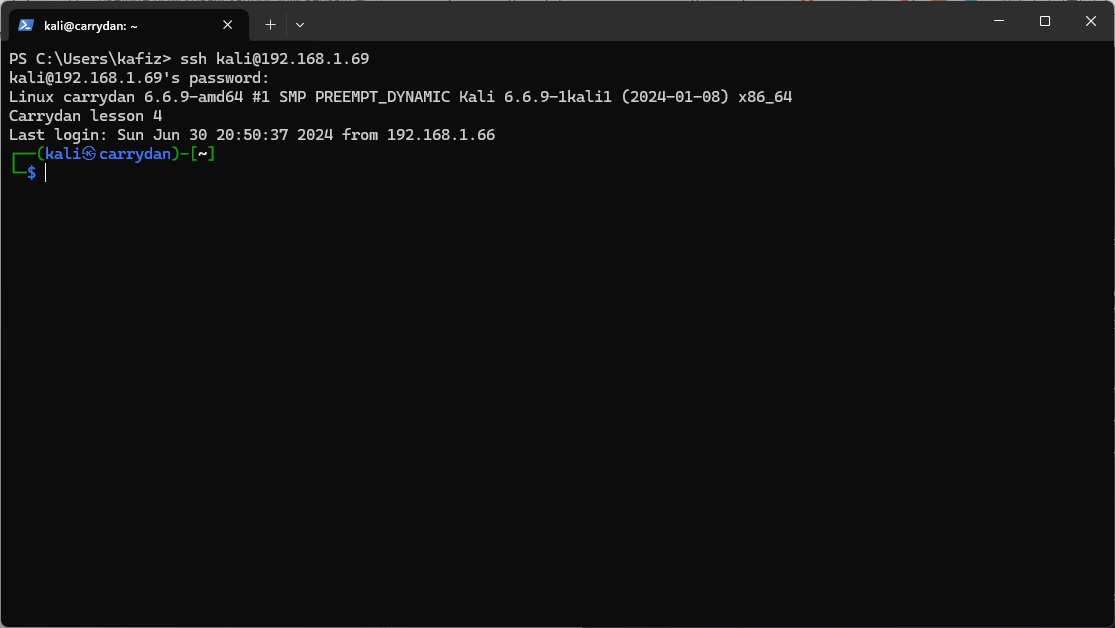 kali@carrydan: ~
PS C:\Users\kafiz> ssh kali@192.168.1.69
kali@192.168.1.69's password:
Linux carrydan 6.6.9-amd64 #1 SMP PREEMPT_DYNAMIC Kali 6.6.9-1kali1 (2024-01-08) x86_64
Carrydan lesson 4
Last login: Sun Jun 30 20:50:37 2024 from 192.168.1.66
┌──(kali㉿carrydan)-[~]
└─$